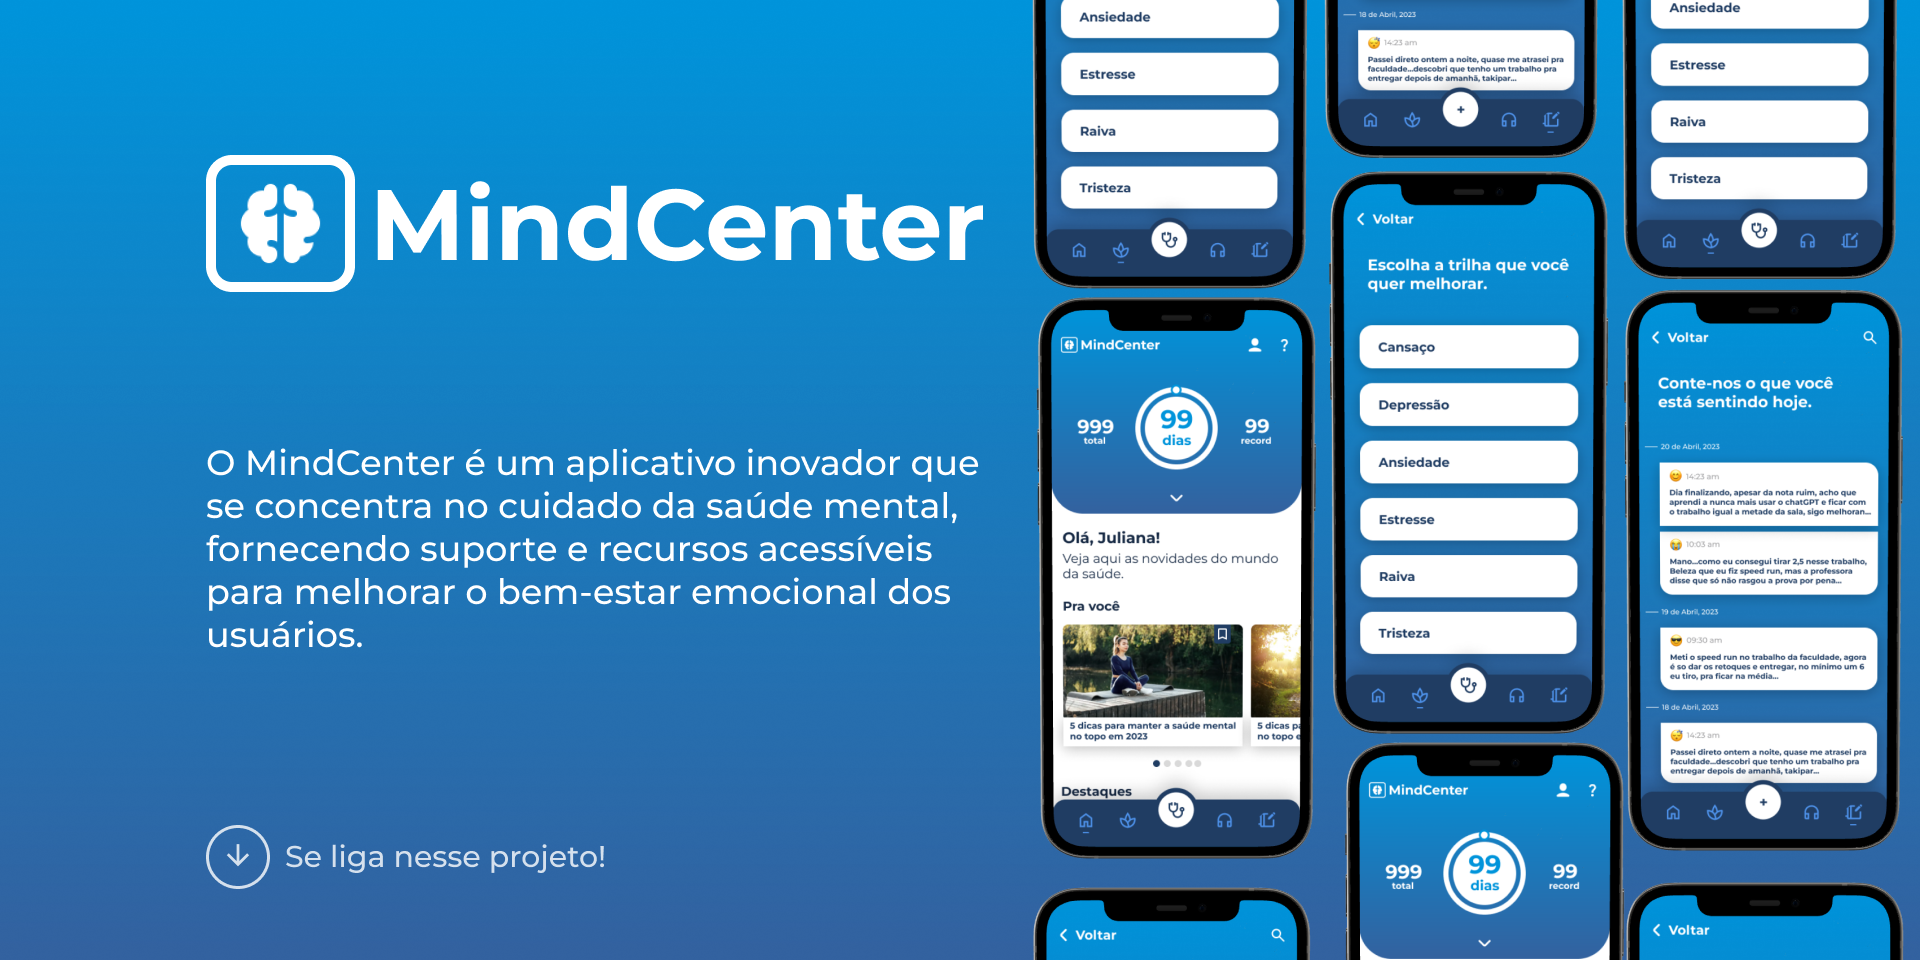 MindCenter
O MindCenter é um aplicativo inovador que
se concentra no cuidado da saúde mental,
fornecendo suporte e recursos acessíveis
para melhorar o bem-estar emocional dos
usuários.
Se liga nesse projeto!
Ansiedade
Estresse
Raiva
Tristeza
MindCenter
?
999
total
99
dias
99
record
Olá, Juliana!
Veja aqui as novidades do mundo
da saúde.
Pra você
5 dicas para manter a saúde mental
no topo em 2023
5 dicas pa
no topo e
Destaques
Voltar
18 de Abril, 2023
14:23 am
Passei direto ontem a noite, quase me atrasei pra
faculdade...descobri que tenho um trabalho pra
entregar depois de amanhã, takipar...
+
Voltar
Escolha a trilha que você
quer melhorar.
Cansaço
Depressão
Ansiedade
Estresse
Raiva
Tristeza
MindCenter
?
999
total
99
dias
99
record
Ansiedade
Estresse
Raiva
Tristeza
Voltar
Conte-nos o que você
está sentindo hoje.
20 de Abril, 2023
14:23 am
Dia finalizando, apesar da nota ruim, acho que
aprendi a nunca mais usar o chatGPT e ficar com
o trabalho igual a metade da sala, sigo melhoran...
10:03 am
Mano...como eu consegui tirar 2,5 nesse trabalho,
Beleza que eu fiz speed run, mas a professora
disse que só não rasgou a prova por pena...
19 de Abril, 2023
09:30 am
Meti o speed run no trabalho da faculdade, agora
é so dar os retoques e entregar, no mínimo um 6
eu tiro, pra ficar na média...
18 de Abril, 2023
14:23 am
Passei direto ontem a noite, quase me atrasei pra
faculdade...descobri que tenho um trabalho pra
entregar depois de amanhã, takipar...
+
Voltar